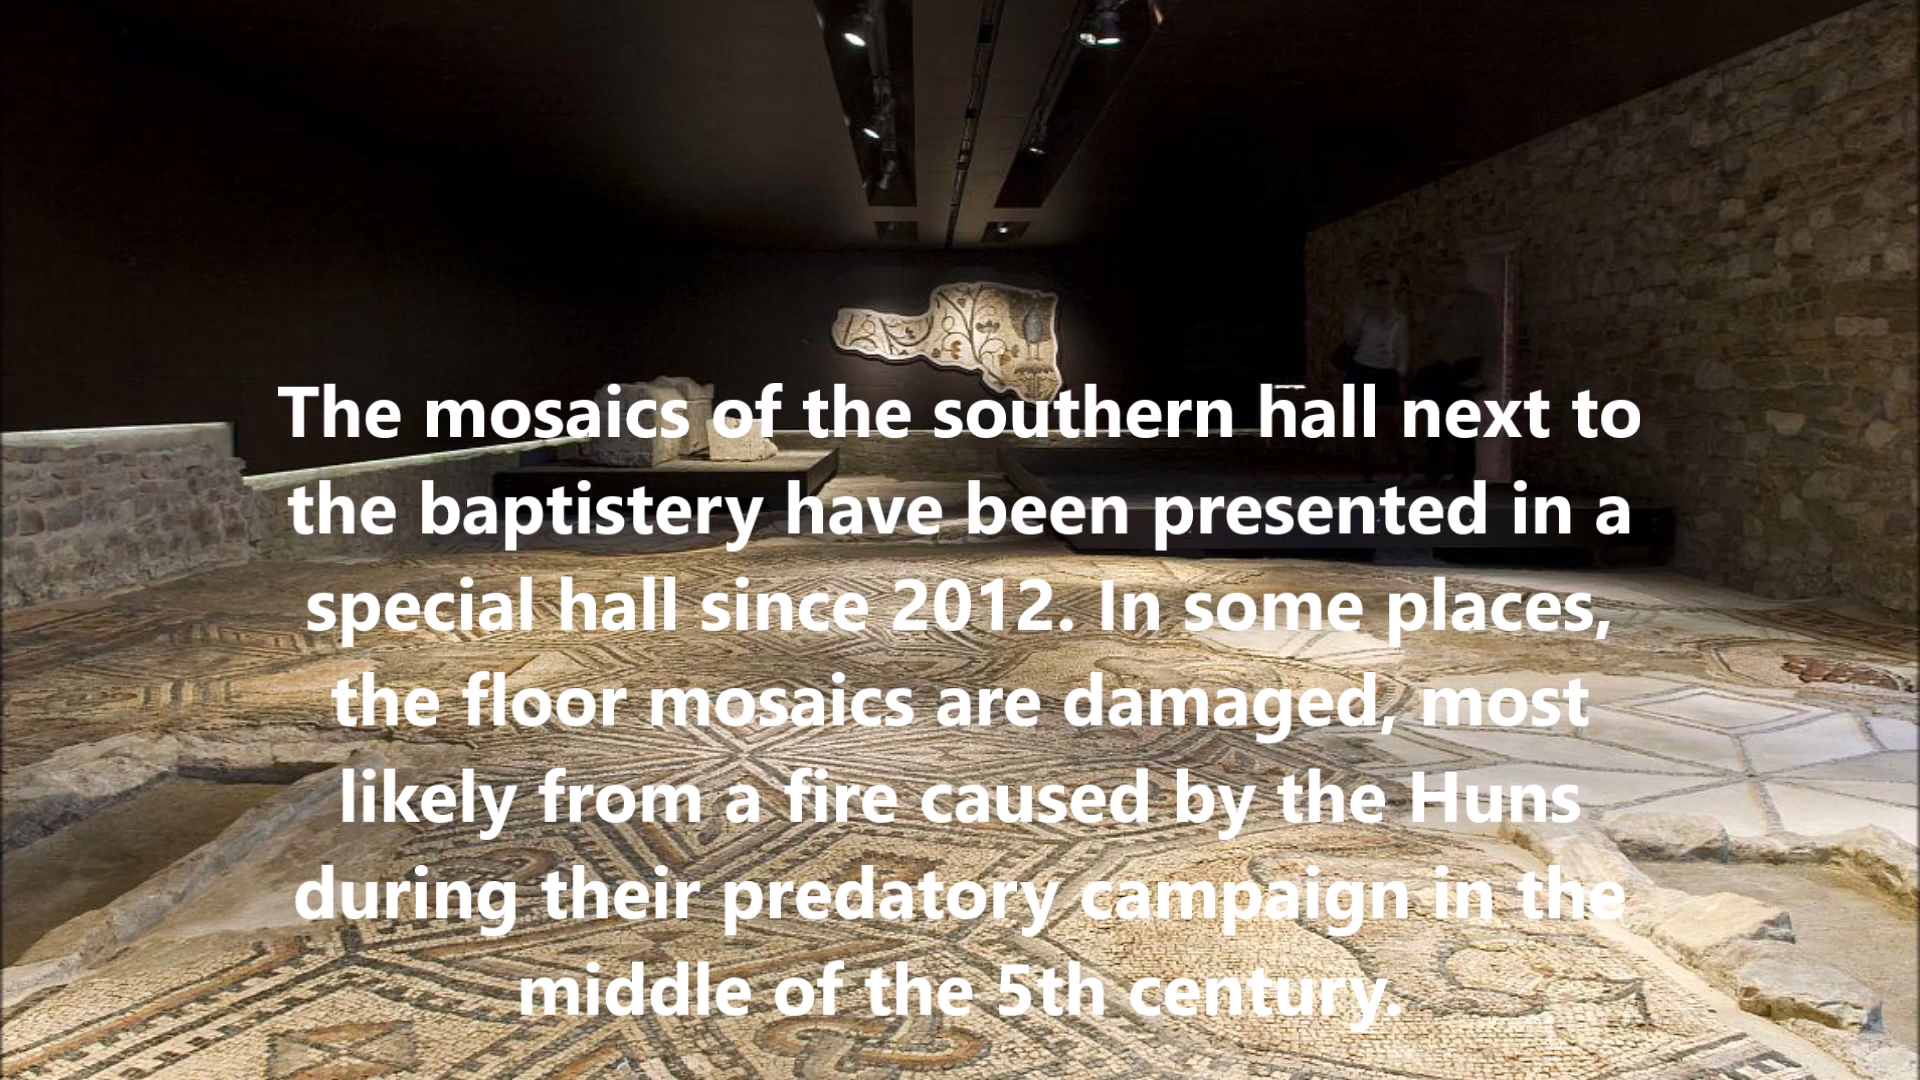 The mosaics of the southern hall next to
the baptistery have been presented in a
special hall since 2012. In some places,
the floor mosaics are damaged, most
likely from a fire caused by the Huns
during their predatory campaign in the
middle of the 5th century.